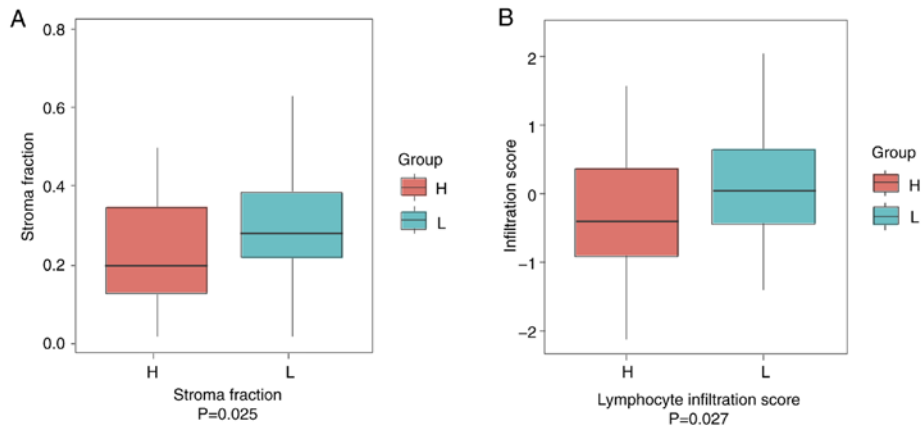 A
0.8
0.6
0.4
0.2
0.0
Stroma fraction
H
L
Stroma fraction
P=0.025
Group
H
L
B
2
1
0
−1
−2
Infiltration score
H
L
Lymphocyte infiltration score
P=0.027
Group
H
L